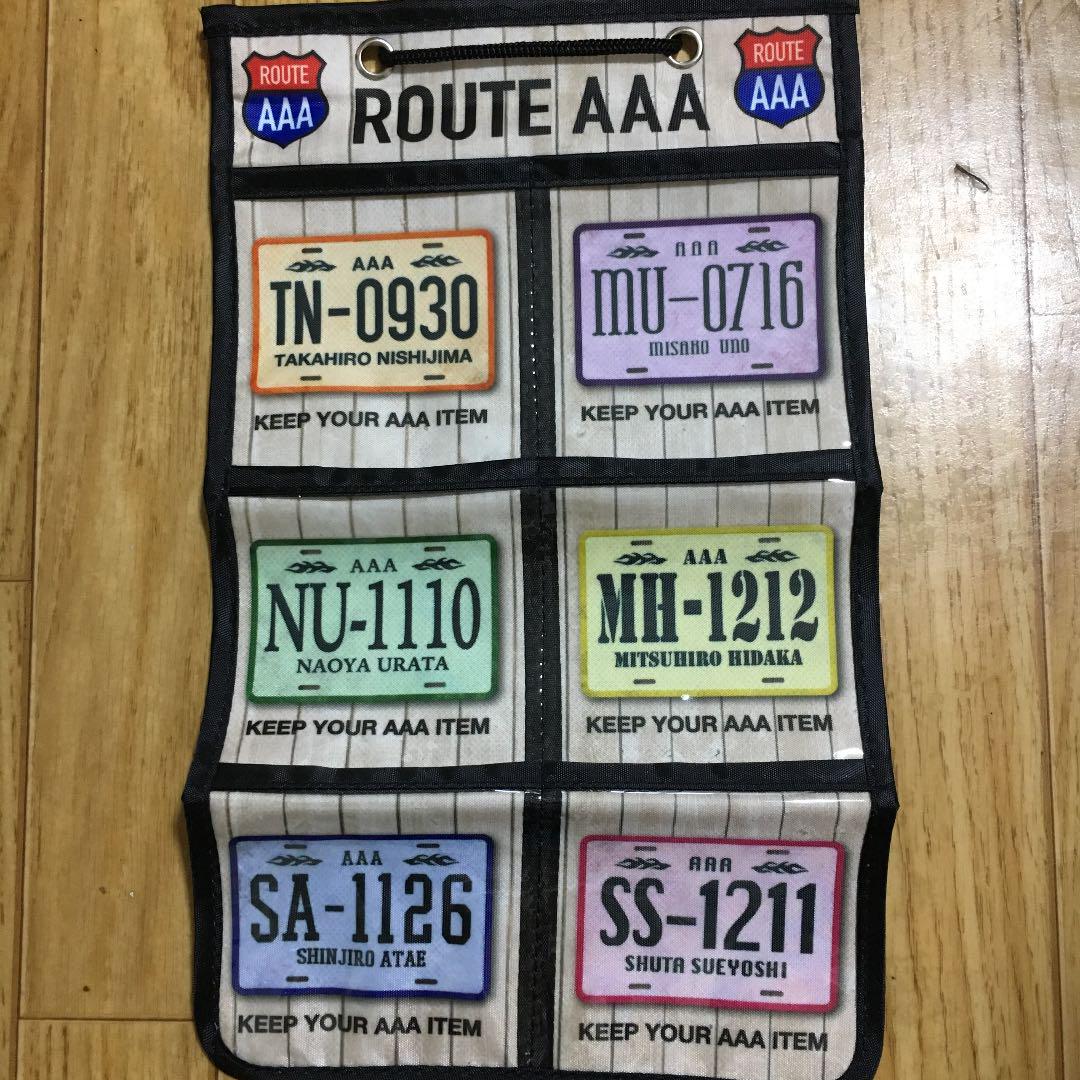 ROUTE
AAA
ROUTE AAA
ROUTE
AAA
AAA
TN-0930
TAKAHIRO NISHIJIMA
KEEP YOUR AAA ITEM
AAA
MU-0716
MISAKO UNO
KEEP YOUR AAA ITEM
AAA
NU-1110
NAOYA URATA
KEEP YOUR AAA ITEM
AAA
MH-1212
MITSUHIRO HIDAKA
KEEP YOUR AAA ITEM
AAA
SA-1126
SHINJIRO ATAE
KEEP YOUR AAA ITEM
AAA
SS-1211
SHUTA SUEYOSHI
KEEP YOUR AAA ITEM